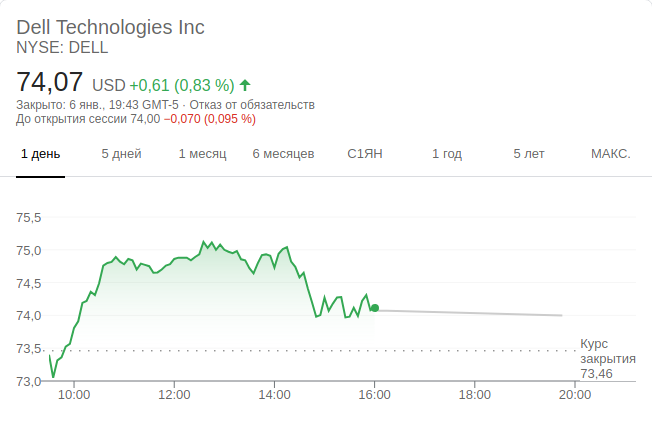 Dell Technologies Inc
NYSE: DELL
74,07 USD +0,61 (0,83 %)
Закрыто: 6 янв., 19:43 GMT-5 · Отказ от обязательств
До открытия сессии 74,00 −0,070 (0,095 %)
1 день 5 дней 1 месяц 6 месяцев С1ЯН 1 год 5 лет МАКС.
75,5
75,0
74,5
74,0
73,5
73,0
Курс
закрытия
73,46
10:00 12:00 14:00 16:00 18:00 20:00